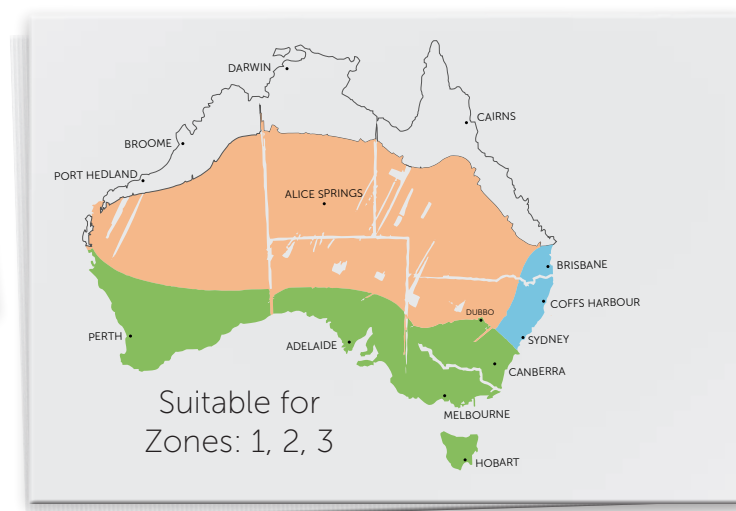 DARWIN
CAIRNS
BROOME
PORT HEDLAND
ALICE SPRINGS
BRISBANE
COFFS HARBOUR
DUBBO
PERTH
ADELAIDE
SYDNEY
CANBERRA
Suitable for
Zones: 1, 2, 3
MELBOURNE
HOBART